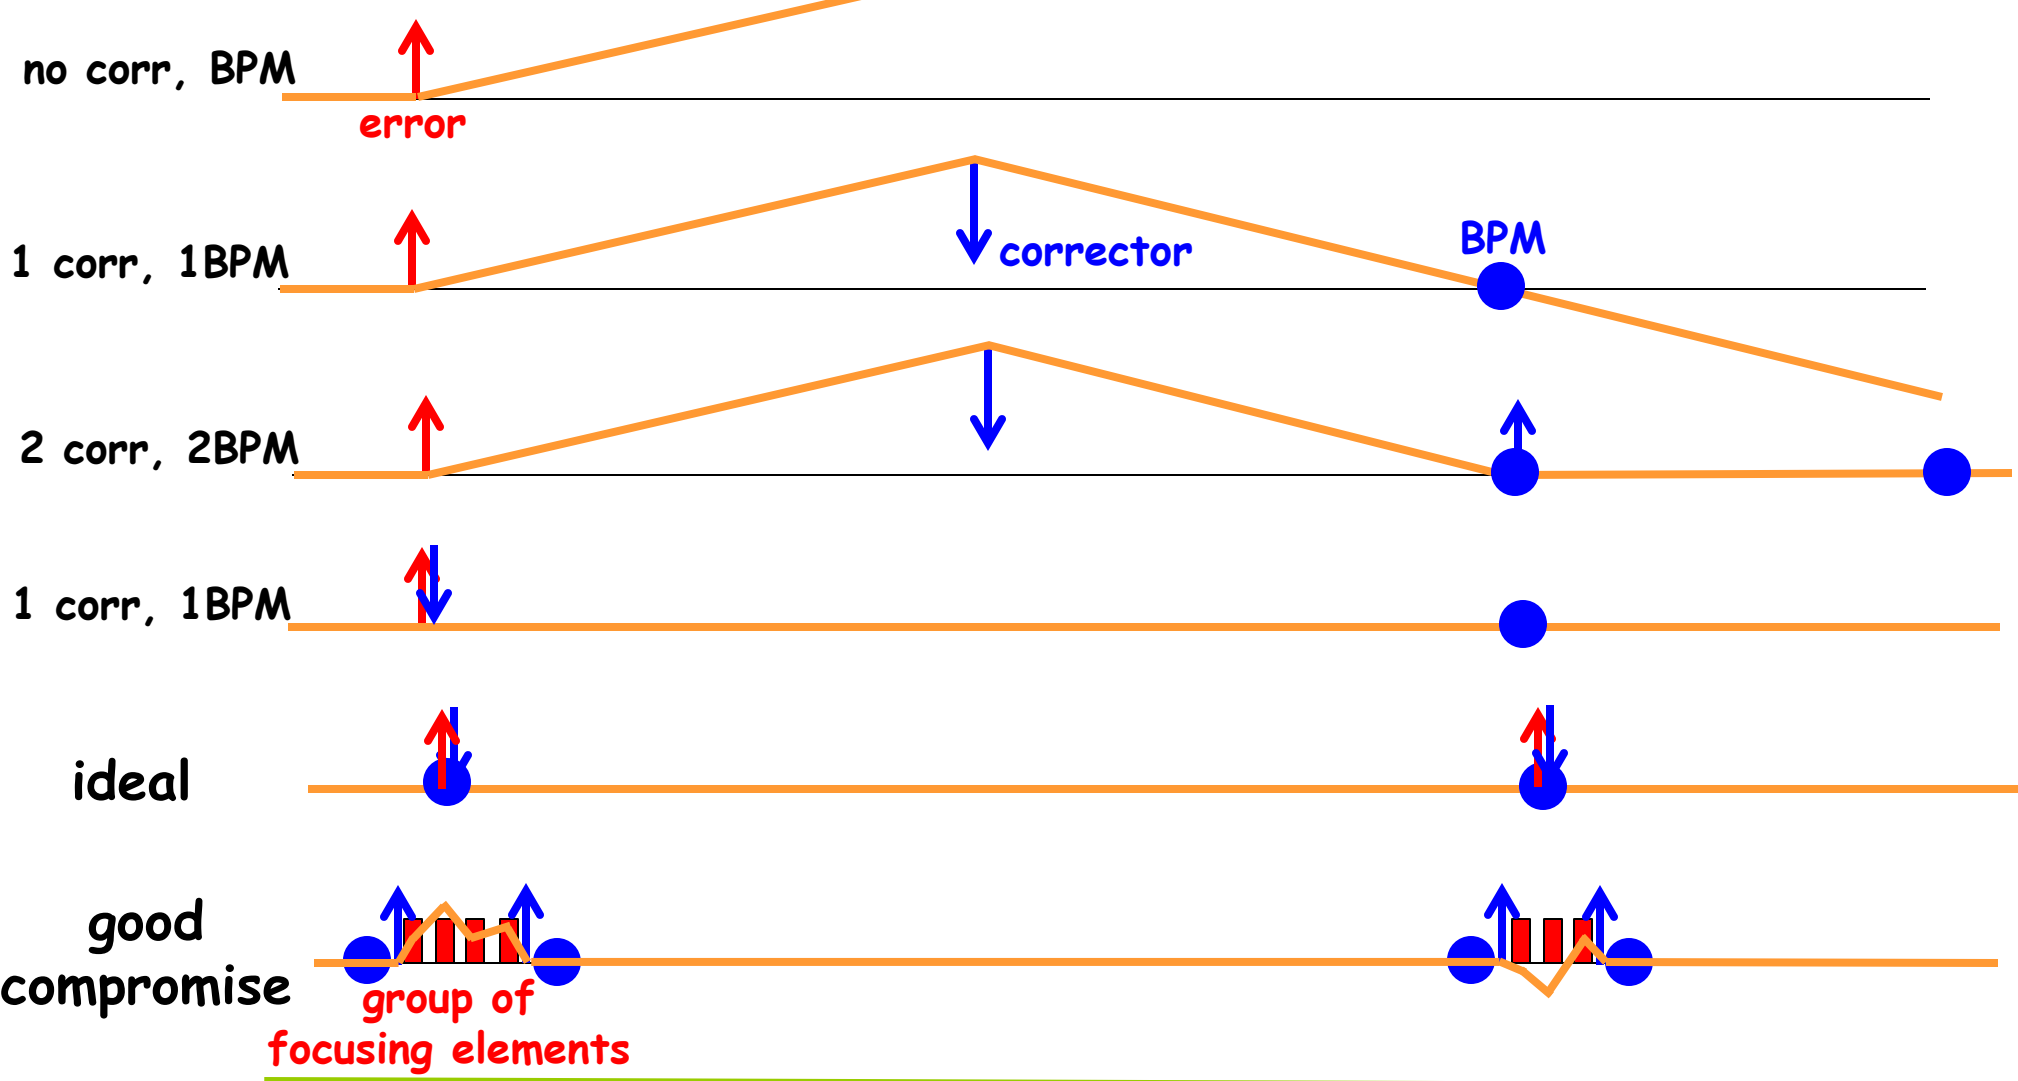 no corr, BPM
error
1 corr, 1BPM
corrector
BPM
2 corr, 2BPM
1 corr, 1BPM
ideal
good
compromise
group of
focusing elements